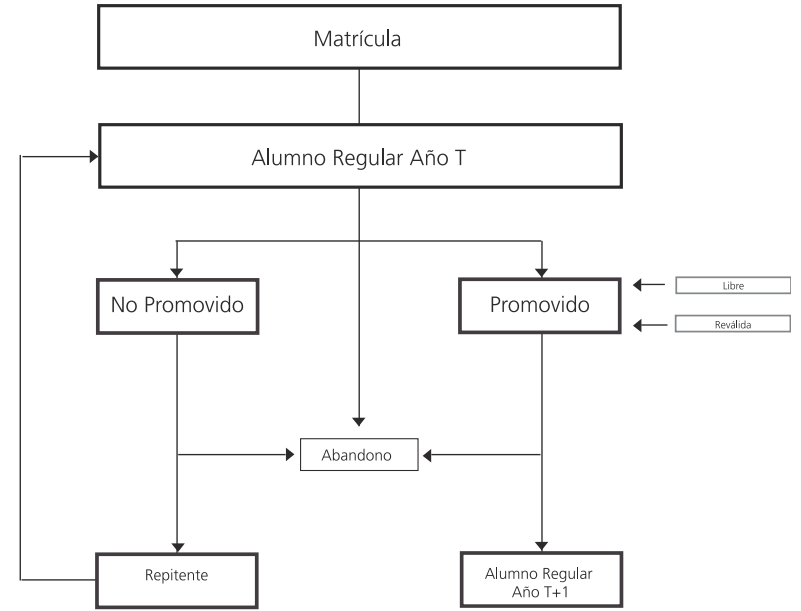 Matrícula
Alumno Regular Año T
No Promovido
Promovido
Libre
Reválida
Abandono
Repitente
Alumno Regular
Año T+1